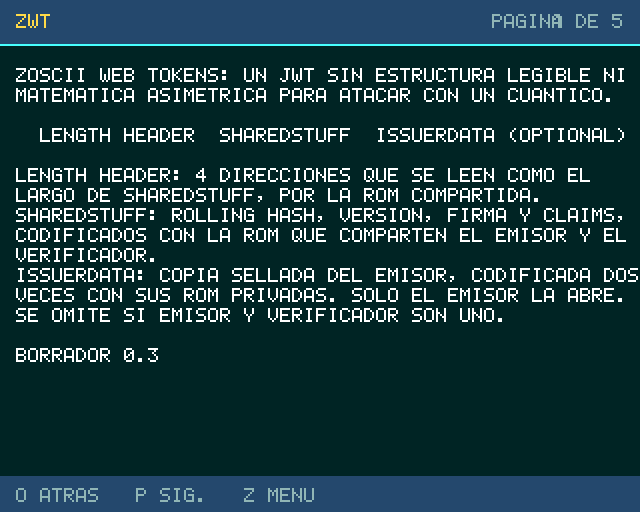 ZWT
PAGINA DE 5
ZOSCII WEB TOKENS: UN JWT SIN ESTRUCTURA LEGIBLE NI
MATEMATICA ASIMETRICA PARA ATACAR CON UN CUANTICO.
LENGTH HEADER SHAREDSTUFF ISSUERDATA (OPTIONAL)
LENGTH HEADER: 4 DIRECCIONES QUE SE LEEN COMO EL
LARGO DE SHAREDSTUFF, POR LA ROM COMPARTIDA.
SHAREDSTUFF: ROLLING HASH, VERSION, FIRMA Y CLAIMS,
CODIFICADOS CON LA ROM QUE COMPARTEN EL EMISOR Y EL
VERIFICADOR.
ISSUERDATA: COPIA SELLADA DEL EMISOR, CODIFICADA DOS
VECES CON SUS ROM PRIVADAS. SOLO EL EMISOR LA ABRE.
SE OMITE SI EMISOR Y VERIFICADOR SON UNO.
BORRADOR 0.3
O ATRAS P SIG. Z MENU